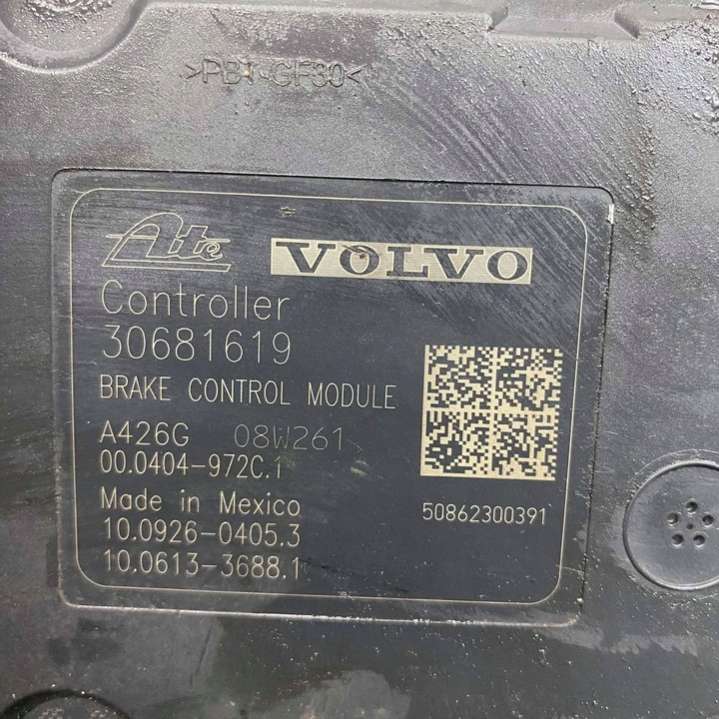 >PBT-GF30<
Ate VOLVO
Controller
30681619
BRAKE CONTROL MODULE
A426G 08W261
00.0404-972C.1
Made in Mexico
10.0926-0405.3
10.0613-3688.1
50862300391